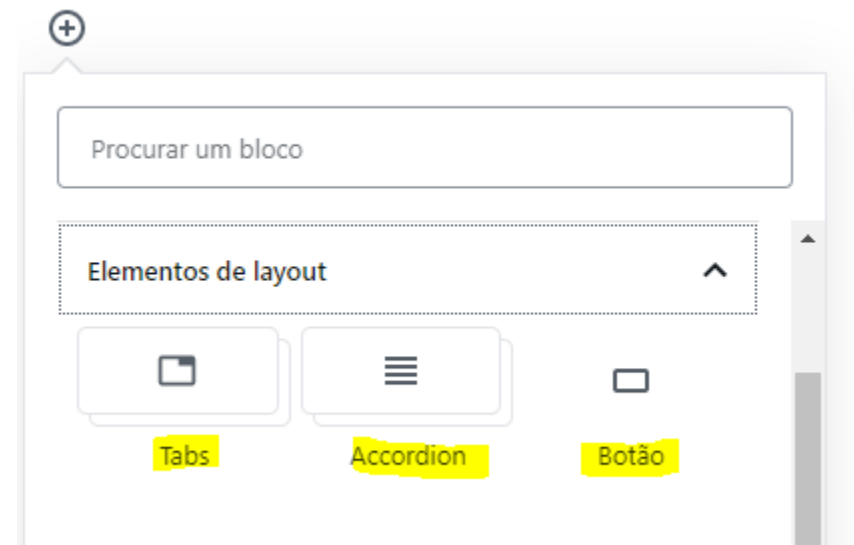 Procurar um bloco
Elementos de layout
Tabs
Accordion
Botão